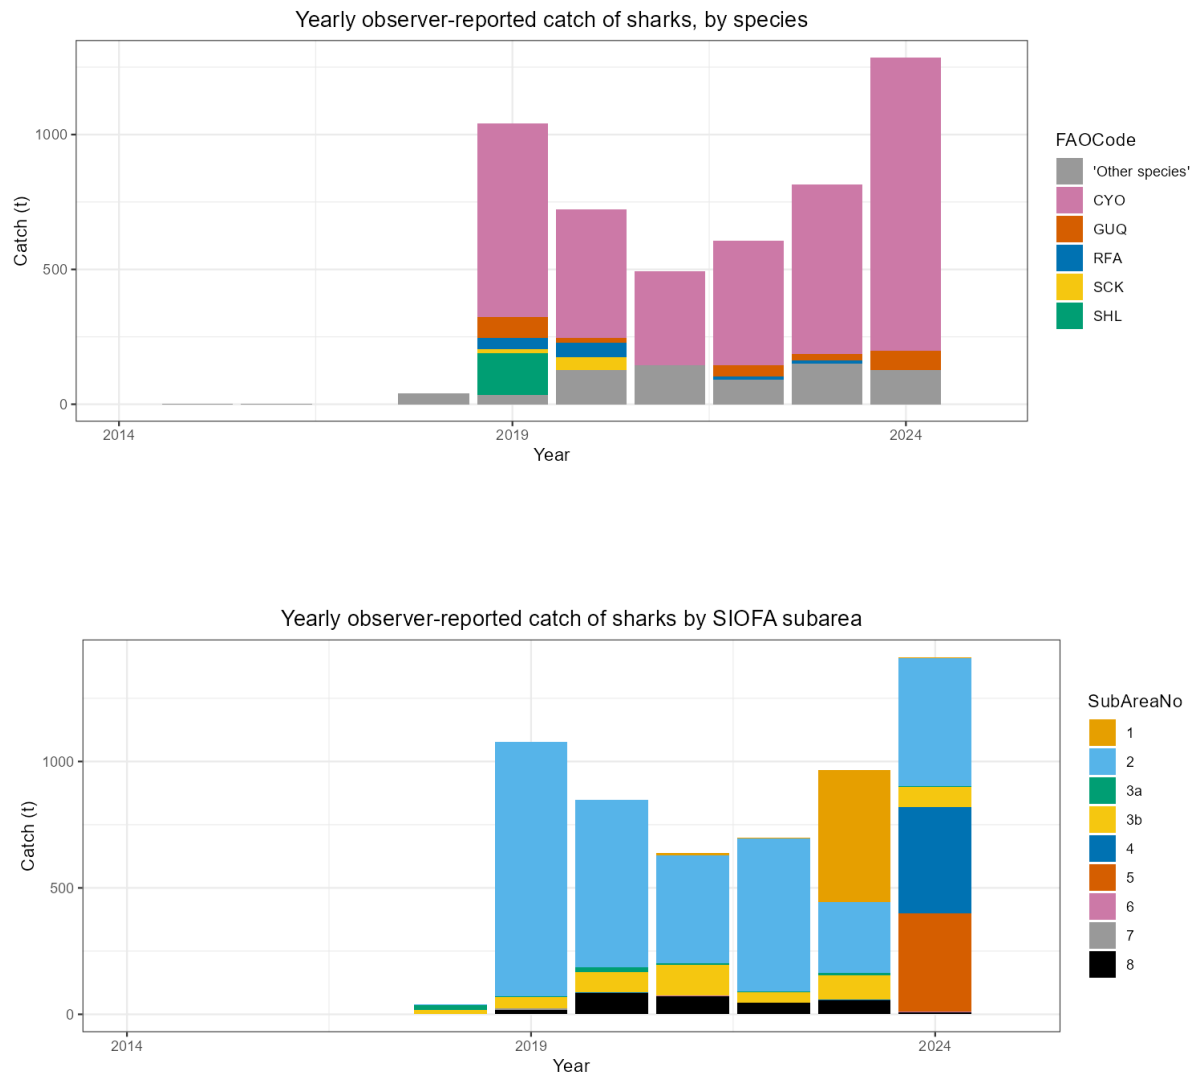 Yearly observer-reported catch of sharks, by species
Catch (t)
1000
500
0
2014
2019
2024
Year
FAOCode
'Other species'
CYO
GUQ
RFA
SCK
SHL
Yearly observer-reported catch of sharks by SIOFA subarea
Catch (t)
1000
500
0
2014
2019
2024
Year
SubAreaNo
1
2
3a
3b
4
5
6
7
8